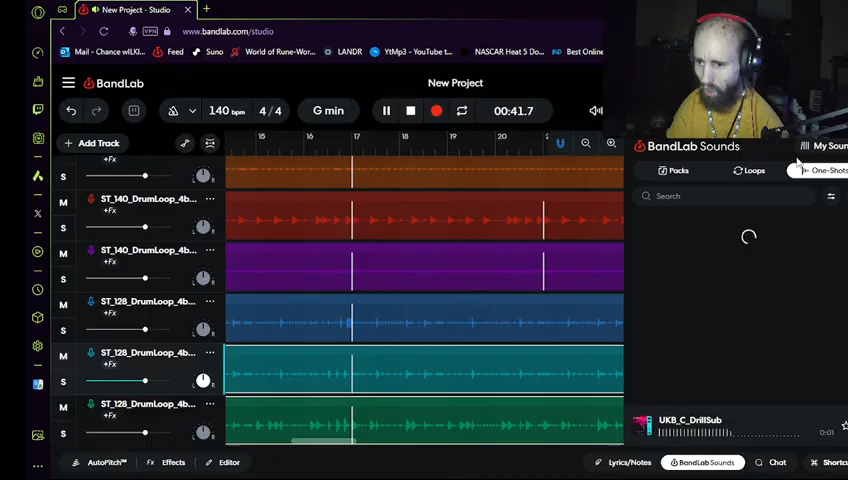 New Project - Studio
VPN
www.bandlab.com/studio
Mail - Chance wILKI...
Feed
Suno
World of Rune-Wor...
LANDR
YtMp3 - YouTube t...
NASCAR Heat 5 Do...
Best Online
BandLab
New Project
140 bpm
4/4
G min
00:41.7
BandLab Sounds
My Soun
Add Track
15
16
17
18
19
20
Packs
Loops
One-Shots
Search
+Fx
S
L
R
M
ST_140_DrumLoop_4b...
+Fx
S
L
R
M
ST_140_DrumLoop_4b...
+Fx
S
L
R
M
ST_128_DrumLoop_4b...
+Fx
S
L
R
M
ST_128_DrumLoop_4b...
+Fx
S
L
R
M
ST_128_DrumLoop_4b...
+Fx
S
L
R
UKB_C_DrillSub
0:01
AutoPitch™
Fx
Effects
Editor
Lyrics/Notes
BandLab Sounds
Chat
Shortcu